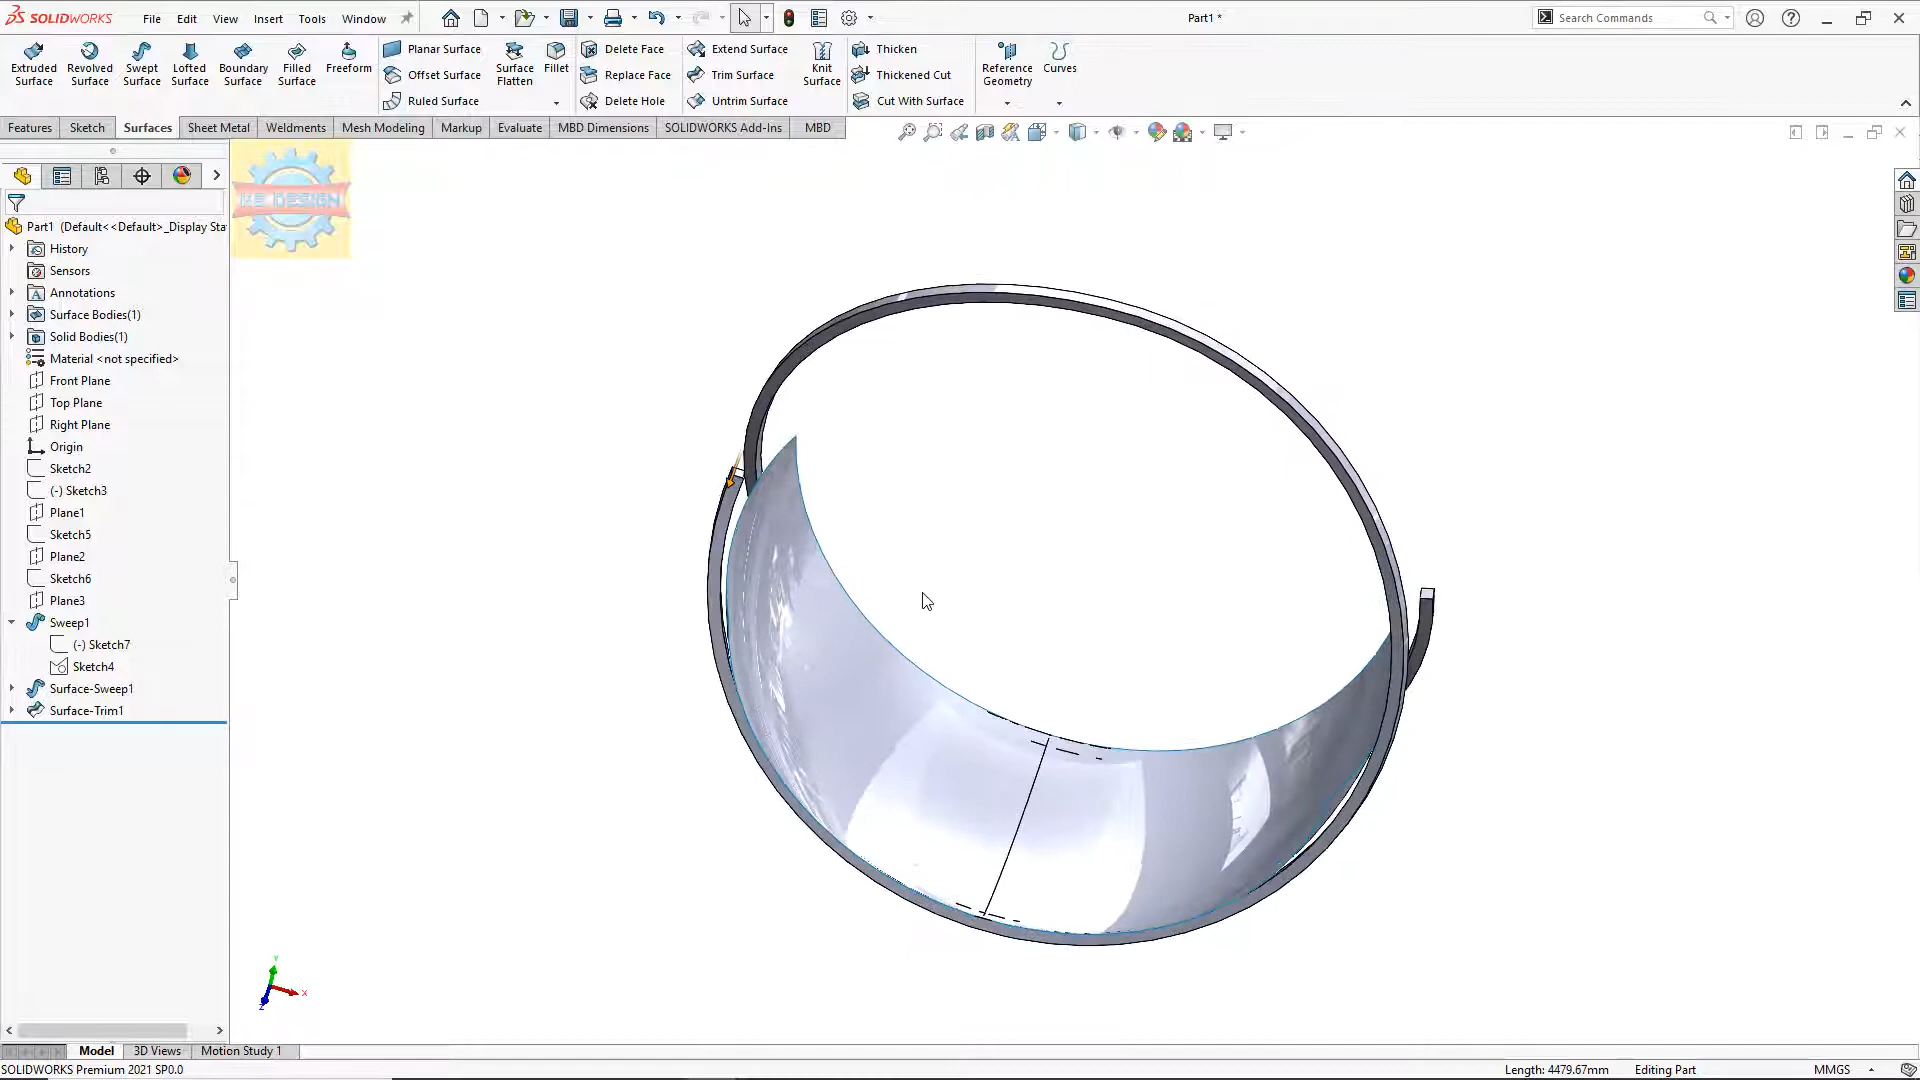 SOLIDWORKS File Edit View Insert Tools Window Part1 * Search Commands
Extruded Surface
Revolved Surface
Swept Surface
Lofted Surface
Boundary Surface
Filled Surface
Freeform
Planar Surface
Offset Surface
Ruled Surface
Surface Flatten
Fillet
Delete Face
Replace Face
Delete Hole
Extend Surface
Trim Surface
Untrim Surface
Knit Surface
Thicken
Thickened Cut
Cut With Surface
Reference Geometry
Curves
Features Sketch Surfaces Sheet Metal Weldments Mesh Modeling Markup Evaluate MBD Dimensions SOLIDWORKS Add-Ins MBD
Part1 (Default<<Default>_Display Sta
History
Sensors
Annotations
Surface Bodies(1)
Solid Bodies(1)
Material <not specified>
Front Plane
Top Plane
Right Plane
Origin
Sketch2
(-) Sketch3
Plane1
Sketch5
Plane2
Sketch6
Plane3
Sweep1
(-) Sketch7
Sketch4
Surface-Sweep1
Surface-Trim1
Y
X
Z
Model 3D Views Motion Study 1
SOLIDWORKS Premium 2021 SP0.0 Length: 4479.67mm Editing Part MMGS